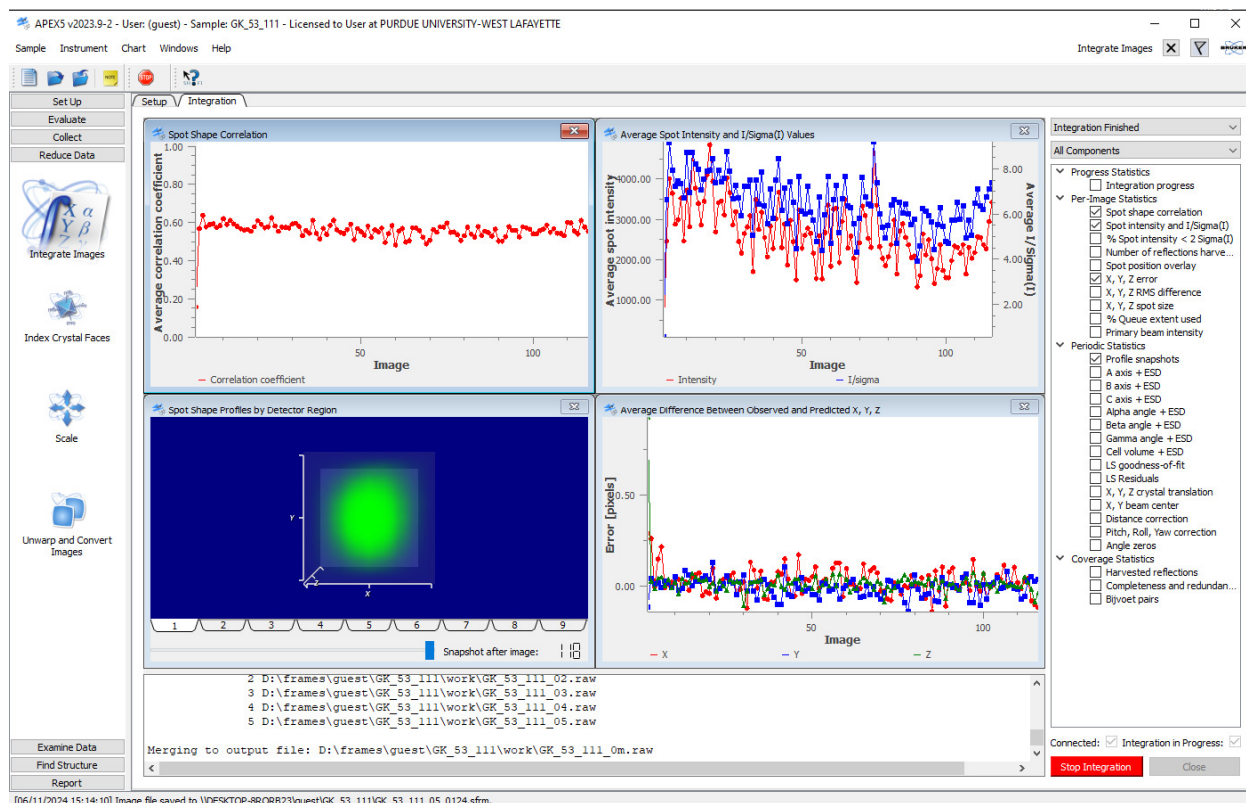 APEX5 v2023.9-2 - User: (guest) - Sample: GK_53_111 - Licensed to User at PURDUE UNIVERSITY-WEST LAFAYETTE
Sample Instrument Chart Windows Help
Integrate Images
BRUKER
NOTE
STOP
Set Up
Evaluate
Collect
Reduce Data
Integrate Images
Index Crystal Faces
Scale
Unwarp and Convert
Images
Examine Data
Find Structure
Report
Setup Integration
Spot Shape Correlation
Average correlation coefficient
1.00
0.80
0.60
0.40
0.20
0.00
50 100
Image
Correlation coefficient
Average Spot Intensity and I/Sigma(I) Values
Average spot intensity
4000.00
3000.00
2000.00
1000.00
8.00
6.00
4.00
2.00
Average I/Sigma(I)
50 100
Image
Intensity I/sigma
Spot Shape Profiles by Detector Region
Y
Z
X
1 2 3 4 5 6 7 8 9
Snapshot after image: 118
Average Difference Between Observed and Predicted X, Y, Z
Error [pixels]
0.50
0.00
50 100
Image
X Y Z
2 D:\frames\guest\GK_53_111\work\GK_53_111_02.raw
3 D:\frames\guest\GK_53_111\work\GK_53_111_03.raw
4 D:\frames\guest\GK_53_111\work\GK_53_111_04.raw
5 D:\frames\guest\GK_53_111\work\GK_53_111_05.raw
Merging to output file: D:\frames\guest\GK_53_111\work\GK_53_111_0m.raw
Integration Finished
All Components
Progress Statistics
Integration progress
Per-Image Statistics
Spot shape correlation
Spot intensity and I/Sigma(I)
% Spot intensity < 2 Sigma(I)
Number of reflections harve...
Spot position overlay
X, Y, Z error
X, Y, Z RMS difference
X, Y, Z spot size
% Queue extent used
Primary beam intensity
Periodic Statistics
Profile snapshots
A axis + ESD
B axis + ESD
C axis + ESD
Alpha angle + ESD
Beta angle + ESD
Gamma angle + ESD
Cell volume + ESD
LS goodness-of-fit
LS Residuals
X, Y, Z crystal translation
X, Y beam center
Distance correction
Pitch, Roll, Yaw correction
Angle zeros
Coverage Statistics
Harvested reflections
Completeness and redundan...
Bijvoet pairs
Connected: Integration in Progress:
Stop Integration Close
[06/11/2024 15:14:10] Image file saved to \\DESKTOP-8RORB23\guest\GK_53_111\GK_53_111_05_0124.sfrm.